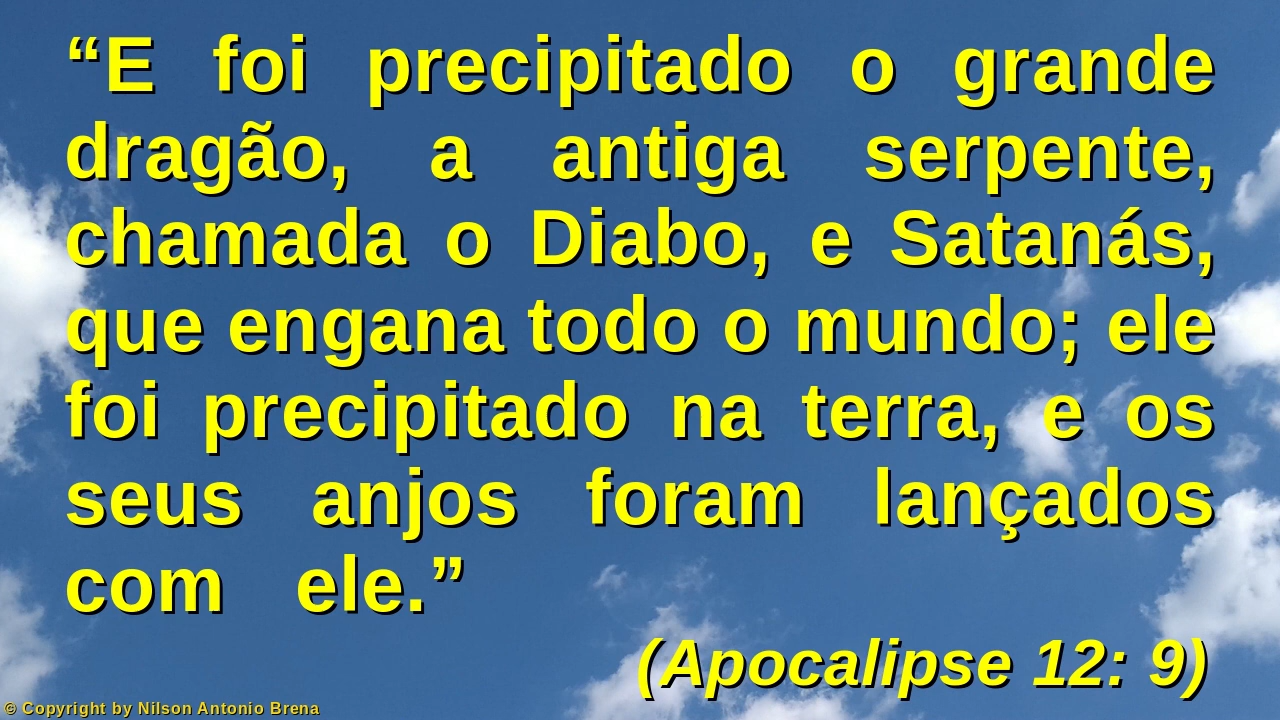 “E foi precipitado o grande
dragão, a antiga serpente,
chamada o Diabo, e Satanás,
que engana todo o mundo; ele
foi precipitado na terra, e os
seus anjos foram lançados
com ele.”
(Apocalipse 12: 9)
© Copyright by Nilson Antonio Brena